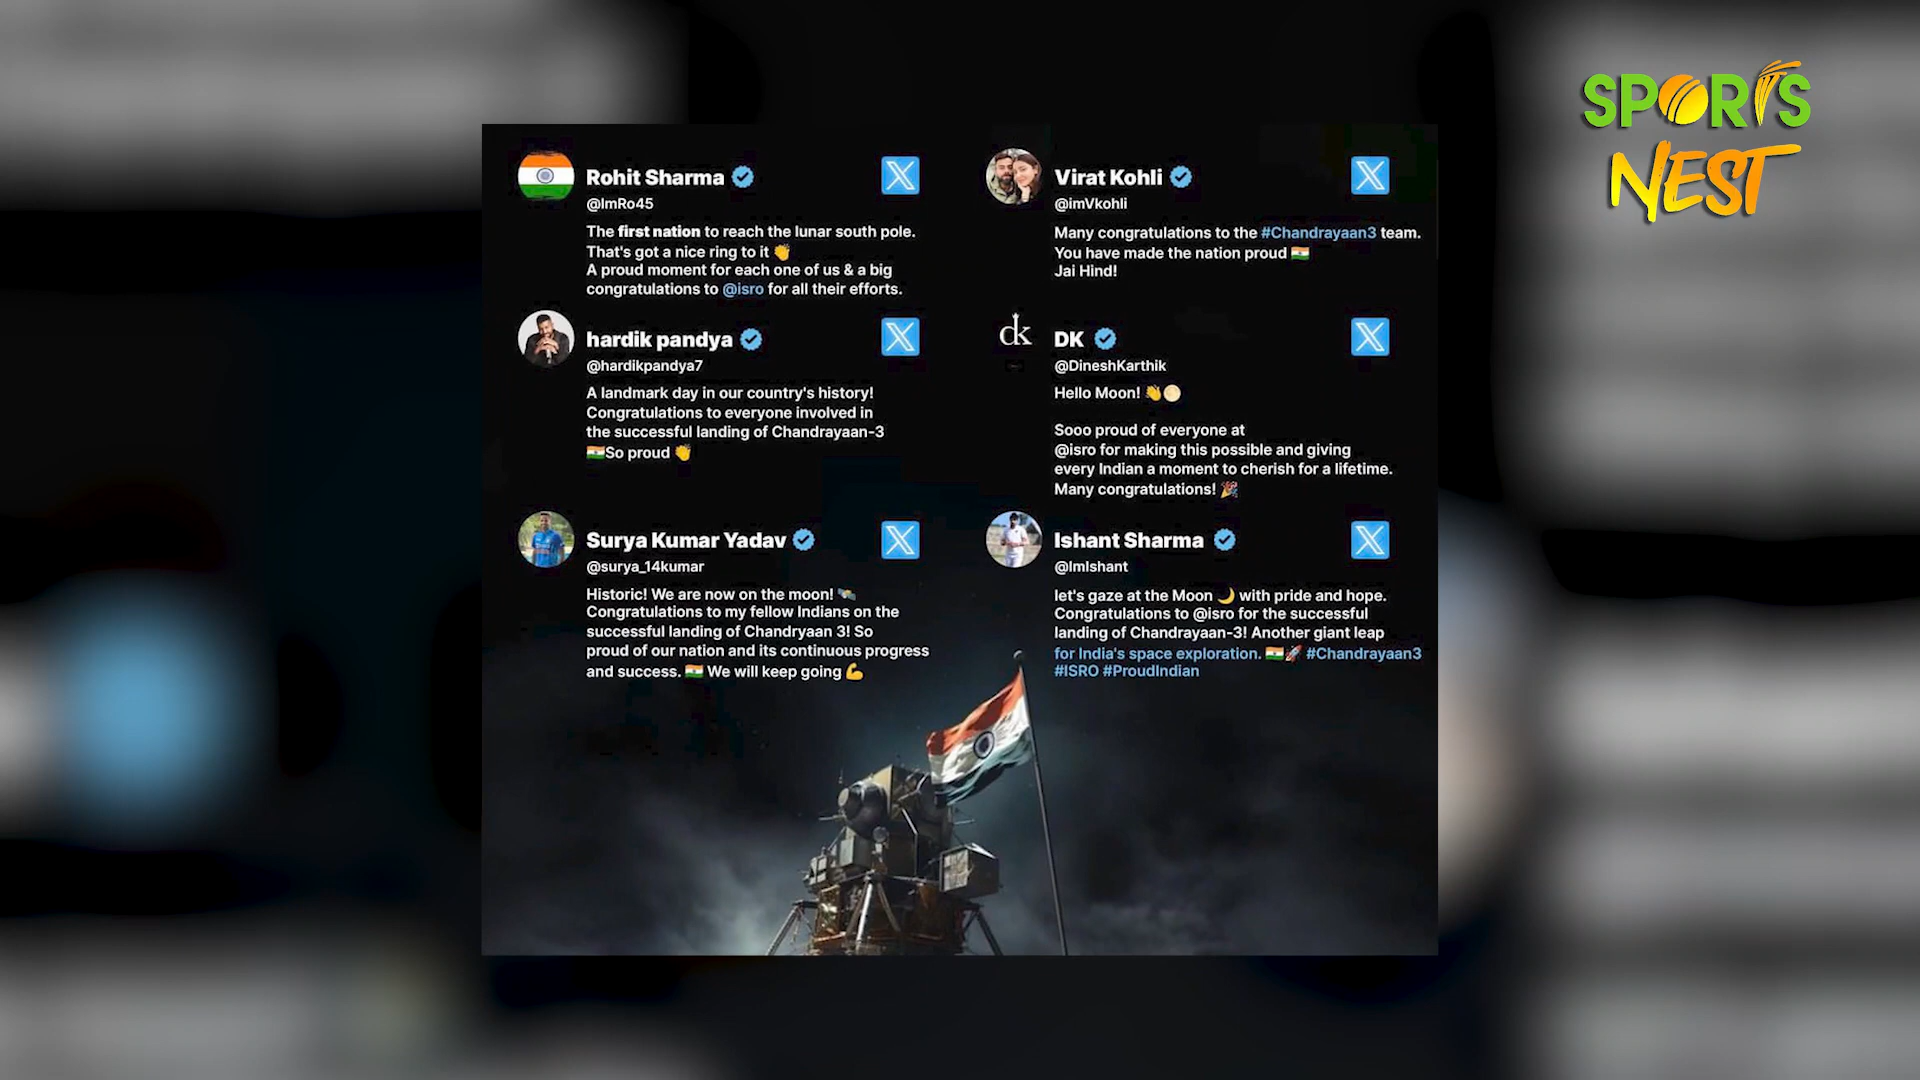 SPORTS
NEST
Rohit Sharma
@ImRo45
The first nation to reach the lunar south pole.
That's got a nice ring to it 👏
A proud moment for each one of us & a big
congratulations to @isro for all their efforts.
Virat Kohli
@imVkohli
Many congratulations to the #Chandrayaan3 team.
You have made the nation proud 🇮🇳
Jai Hind!
hardik pandya
@hardikpandya7
A landmark day in our country's history!
Congratulations to everyone involved in
the successful landing of Chandrayaan-3
🇮🇳So proud 👏
dk
DK
@DineshKarthik
Hello Moon! 👋🌕
Sooo proud of everyone at
@isro for making this possible and giving
every Indian a moment to cherish for a lifetime.
Many congratulations! 🎉
Surya Kumar Yadav
@surya_14kumar
Historic! We are now on the moon! 🛰️
Congratulations to my fellow Indians on the
successful landing of Chandryaan 3! So
proud of our nation and its continuous progress
and success. 🇮🇳 We will keep going 💪
Ishant Sharma
@ImIshant
let's gaze at the Moon 🌙 with pride and hope.
Congratulations to @isro for the successful
landing of Chandrayaan-3! Another giant leap
for India's space exploration. 🇮🇳🚀 #Chandrayaan3
#ISRO #ProudIndian